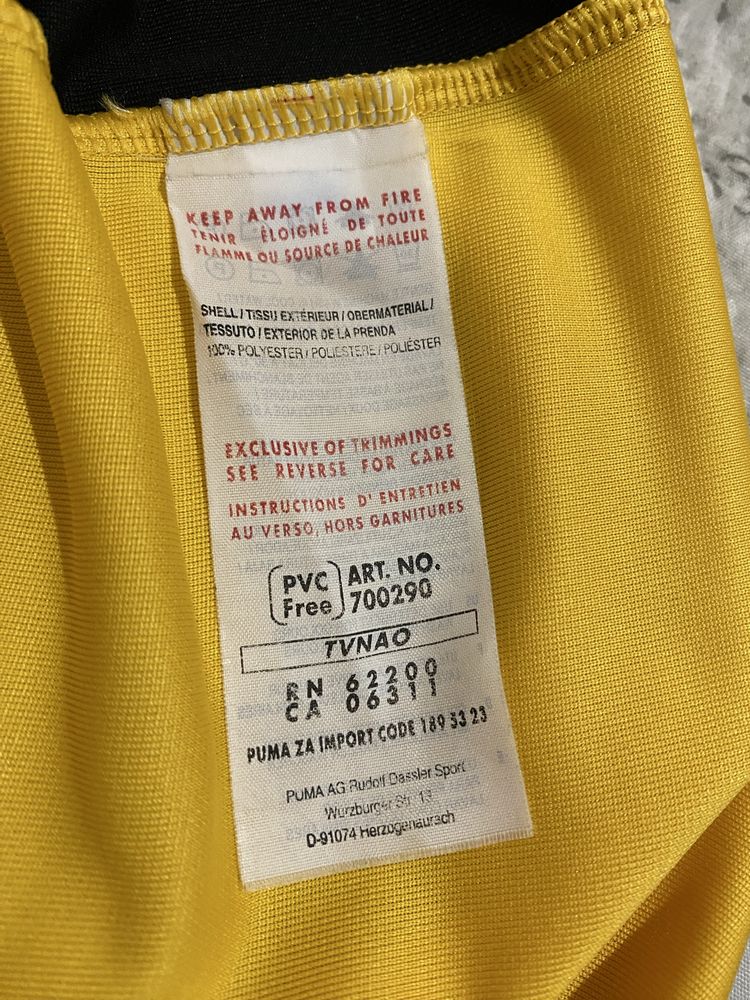 KEEP AWAY FROM FIRE
TENIR ÉLOIGNÉ DE TOUTE
FLAMME OU SOURCE DE CHALEUR
SHELL / TISSU EXTÉRIEUR / OBERMATERIAL /
TESSUTO / EXTERIOR DE LA PRENDA
100% POLYESTER / POLIESTERE / POLIÉSTER
EXCLUSIVE OF TRIMMINGS
SEE REVERSE FOR CARE
INSTRUCTIONS D' ENTRETIEN
AU VERSO, HORS GARNITURES
PVC Free
ART. NO.
700290
TVNAO
RN 62200
CA 06311
PUMA ZA IMPORT CODE 189 53 23
PUMA AG Rudolf Dassler Sport
Würzburger Str. 13
D-91074 Herzogenaurach